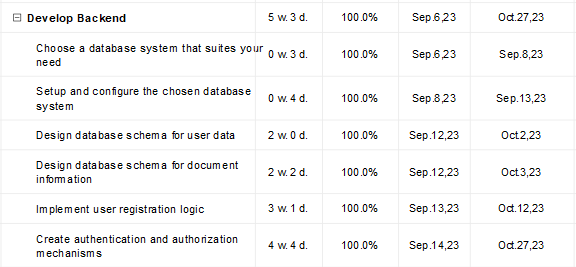 Develop Backend 5 w. 3 d. 100.0% Sep.6,23 Oct.27,23
Choose a database system that suites your
need 0 w. 3 d. 100.0% Sep.6,23 Sep.8,23
Setup and configure the chosen database
system 0 w. 4 d. 100.0% Sep.8,23 Sep.13,23
Design database schema for user data 2 w. 0 d. 100.0% Sep.12,23 Oct.2,23
Design database schema for document
information 2 w. 2 d. 100.0% Sep.12,23 Oct.3,23
Implement user registration logic 3 w. 1 d. 100.0% Sep.13,23 Oct.12,23
Create authentication and authorization
mechanisms 4 w. 4 d. 100.0% Sep.14,23 Oct.27,23